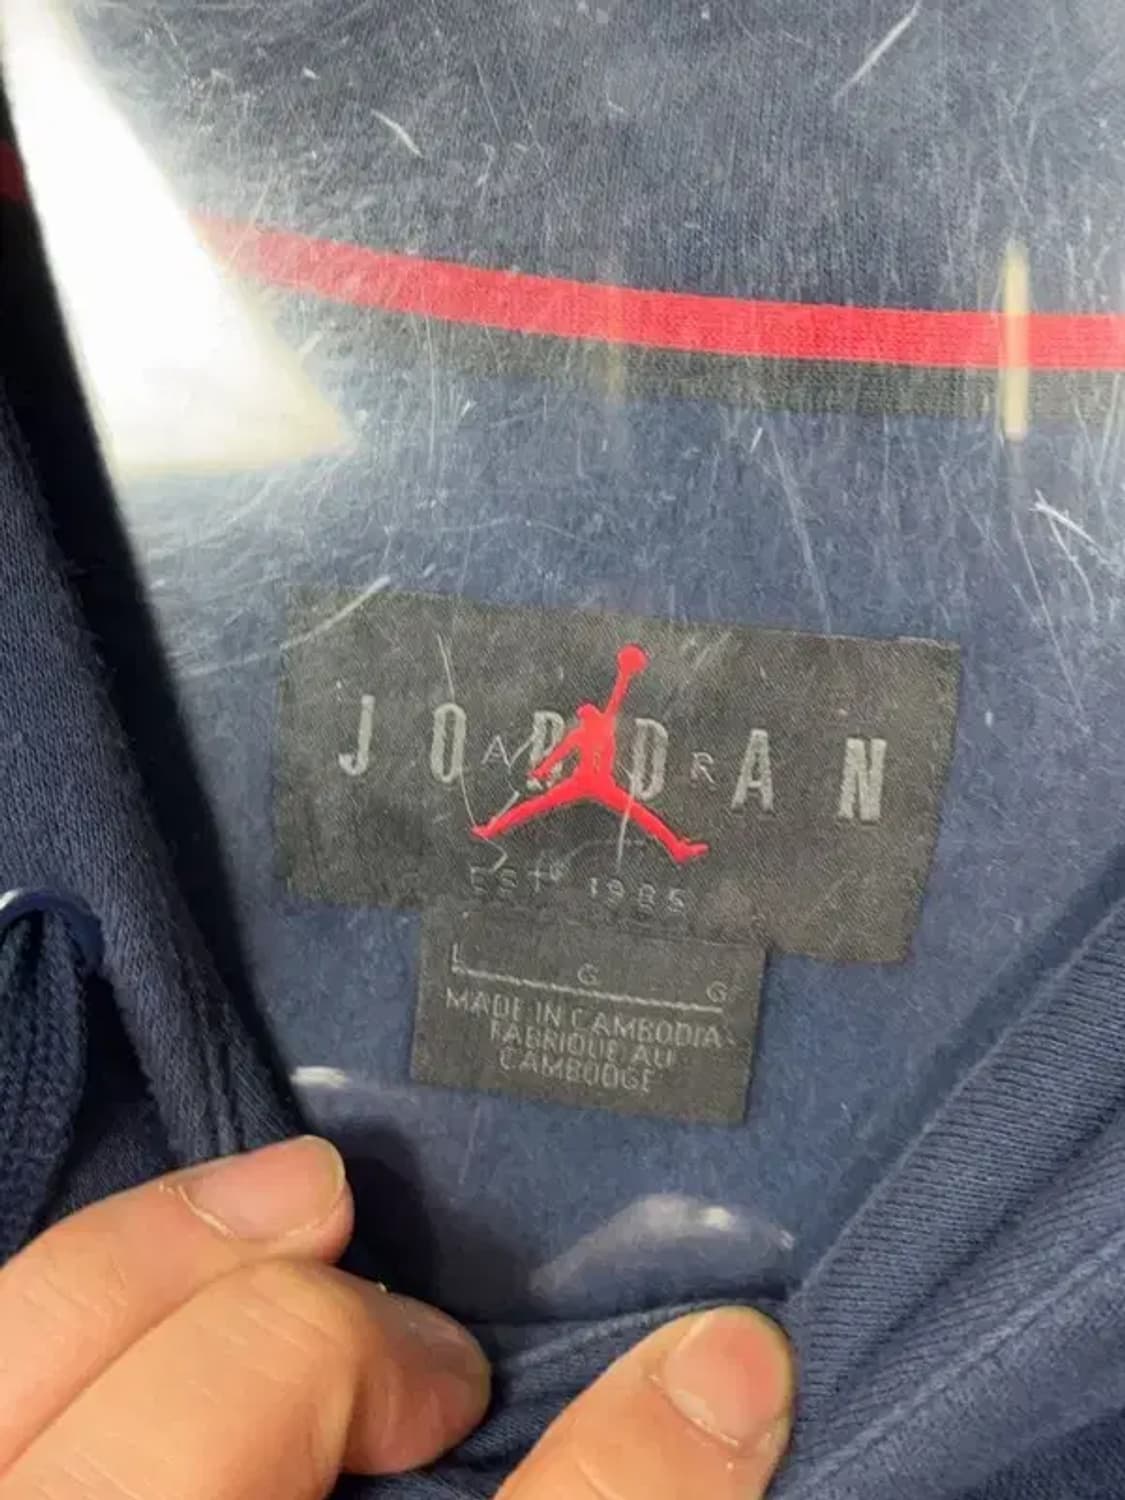 JORDAN
AIR
EST 1985
L G G
MADE IN CAMBODIA
FABRIQUE AU
CAMBODGE